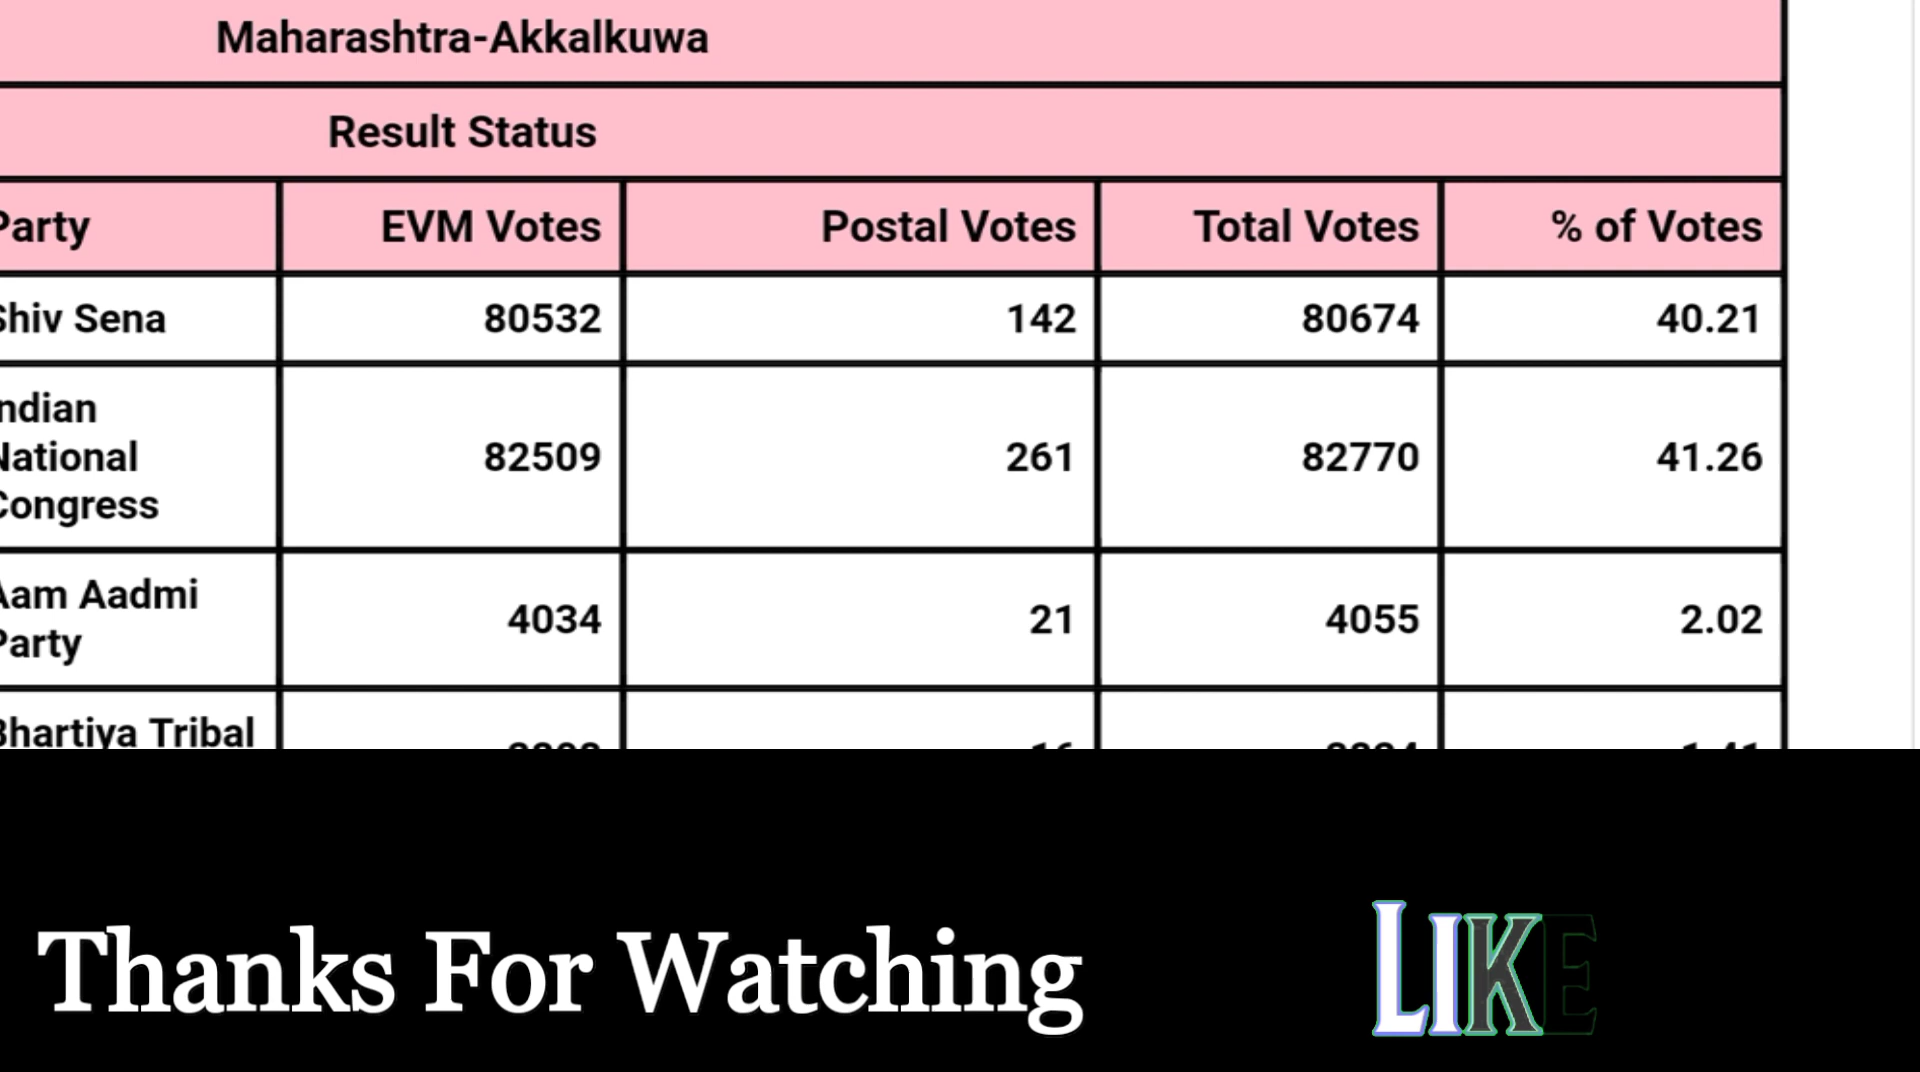 Maharashtra-Akkalkuwa
Result Status
Party EVM Votes Postal Votes Total Votes % of Votes
Shiv Sena 80532 142 80674 40.21
Indian
National
Congress 82509 261 82770 41.26
Aam Aadmi
Party 4034 21 4055 2.02
Bhartiya Tribal
Thanks For Watching
LIKE